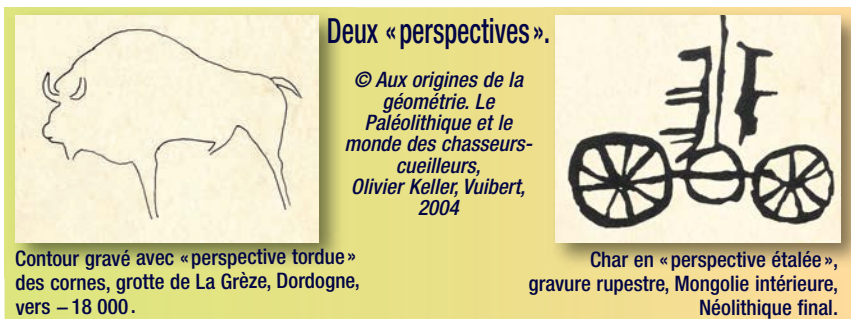 Deux « perspectives ».
© Aux origines de la
géométrie. Le
Paléolithique et le
monde des chasseurs-
cueilleurs,
Olivier Keller, Vuibert,
2004
Contour gravé avec « perspective tordue »
des cornes, grotte de La Grèze, Dordogne,
vers – 18 000.
Char en « perspective étalée »,
gravure rupestre, Mongolie intérieure,
Néolithique final.